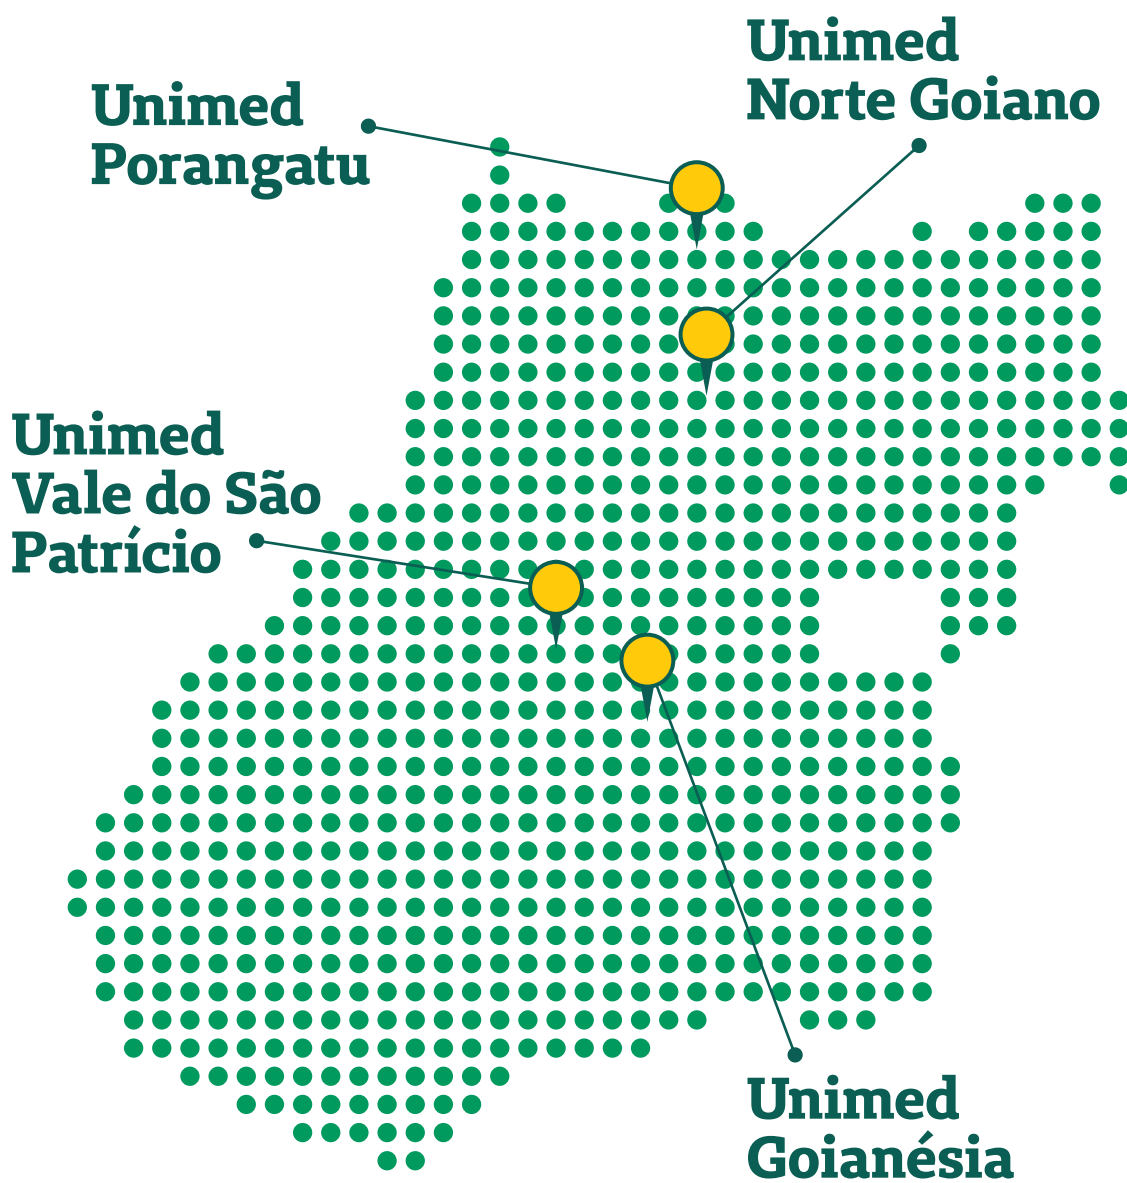 Unimed
Norte Goiano
Unimed
Porangatu
Unimed
Vale do São
Patrício
Unimed
Goianésia